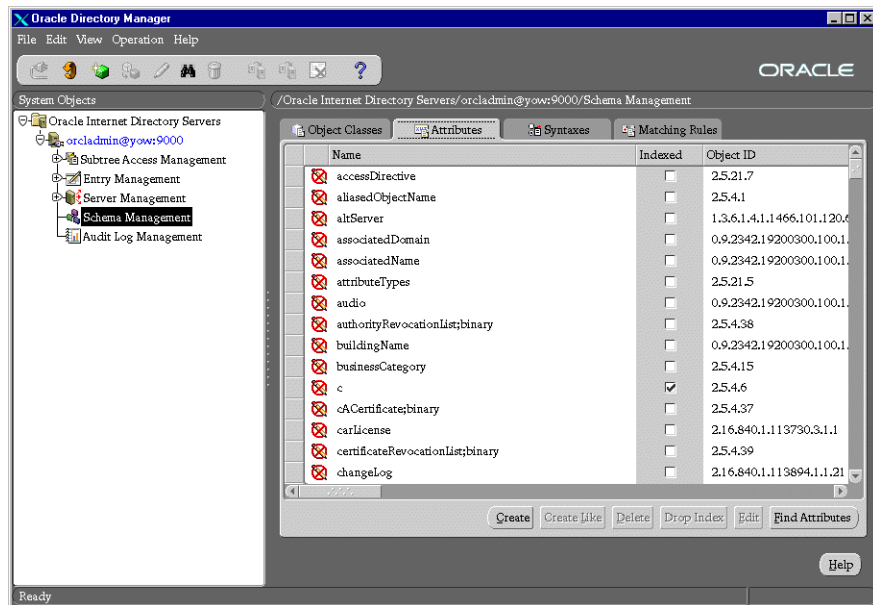 Oracle Directory Manager
File Edit View Operation Help
ORACLE
System Objects
/Oracle Internet Directory Servers/orcladmin@yow:9000/Schema Management
Oracle Internet Directory Servers
orcladmin@yow:9000
Subtree Access Management
Entry Management
Server Management
Schema Management
Audit Log Management
Object Classes Attributes Syntaxes Matching Rules
Name Indexed Object ID
accessDirective 2.5.21.7
aliasedObjectName 2.5.4.1
altServer 1.3.6.1.4.1.1466.101.120.6
associatedDomain 0.9.2342.19200300.100.1.
associatedName 0.9.2342.19200300.100.1.
attributeTypes 2.5.21.5
audio 0.9.2342.19200300.100.1.
authorityRevocationList;binary 2.5.4.38
buildingName 0.9.2342.19200300.100.1.
businessCategory 2.5.4.15
c 2.5.4.6
cACertificate;binary 2.5.4.37
carLicense 2.16.840.1.113730.3.1.1
certificateRevocationList;binary 2.5.4.39
changeLog 2.16.840.1.113894.1.1.21
Create Create Like Delete Drop Index Edit Find Attributes
Help
Ready